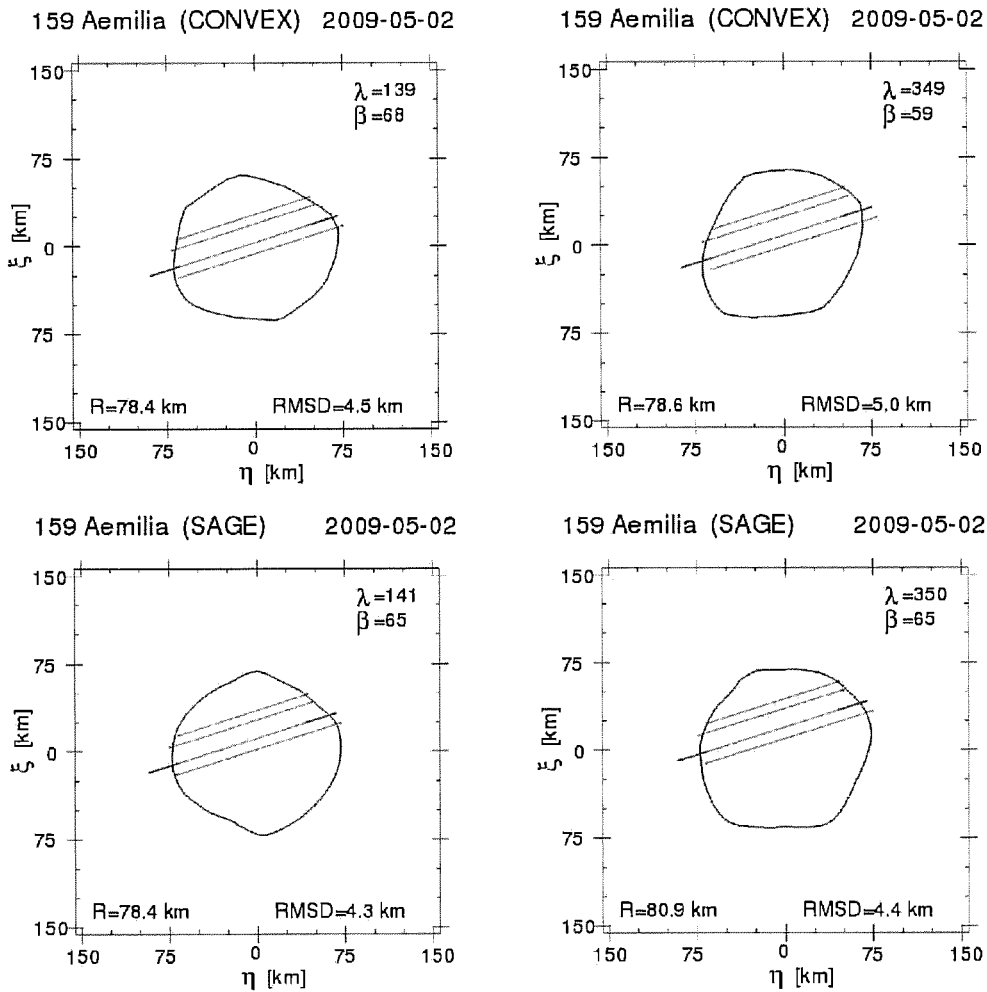 159 Aemilia (CONVEX) 2009-05-02
150
λ=139
β=68
75
ξ [km]
0
75
R=78.4 km RMSD=4.5 km
150
150 75 0 75 150
η [km]
159 Aemilia (CONVEX) 2009-05-02
150
λ=349
β=59
75
ξ [km]
0
75
R=78.6 km RMSD=5.0 km
150
150 75 0 75 150
η [km]
159 Aemilia (SAGE) 2009-05-02
150
λ=141
β=65
75
ξ [km]
0
75
R=78.4 km RMSD=4.3 km
150
150 75 0 75 150
η [km]
159 Aemilia (SAGE) 2009-05-02
150
λ=350
β=65
75
ξ [km]
0
75
R=80.9 km RMSD=4.4 km
150
150 75 0 75 150
η [km]